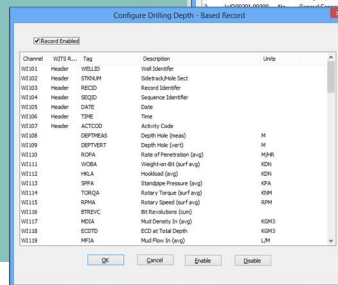 Configure Drilling Depth - Based Record
Record Enabled
Channel WITS R... Tag Description Units
WI101 Header WELLID Well Identifer
WI102 Header STKNUM Sidetrack;Hole Sect
WI103 Header RECID Record Identifer
WI104 Header SEQID Sequence Identifier
WI105 Header DATE Date
WI106 Header TIME Time
WI107 Header ACTCOD Activity Code
WI108 DEPTMEAS Depth Hole (meas) M
WI109 DEPTVERT Depth Hole (vert) M
WI110 ROPA Rate of Penetration (avg) M/HR
WI111 WOBA Weight-on-Bit (surf avg) KDN
WI112 HKLA Hookload (avg) KDN
WI113 SPPA Standpipe Pressure (avg) KPA
WI114 TORQA Rotary Torque (surf avg) KNM
WI115 RPMA Rotary Speed (surf avg) RPM
WI116 BTREVC Bit Revolutions (cum)
WI117 MDIA Mud Density In (avg) KGM3
WI118 ECDTD ECD at Total Depth KGM3
WI119 MFIA Mud Flow In (avg) L/M
OK Cancel Enable Disable